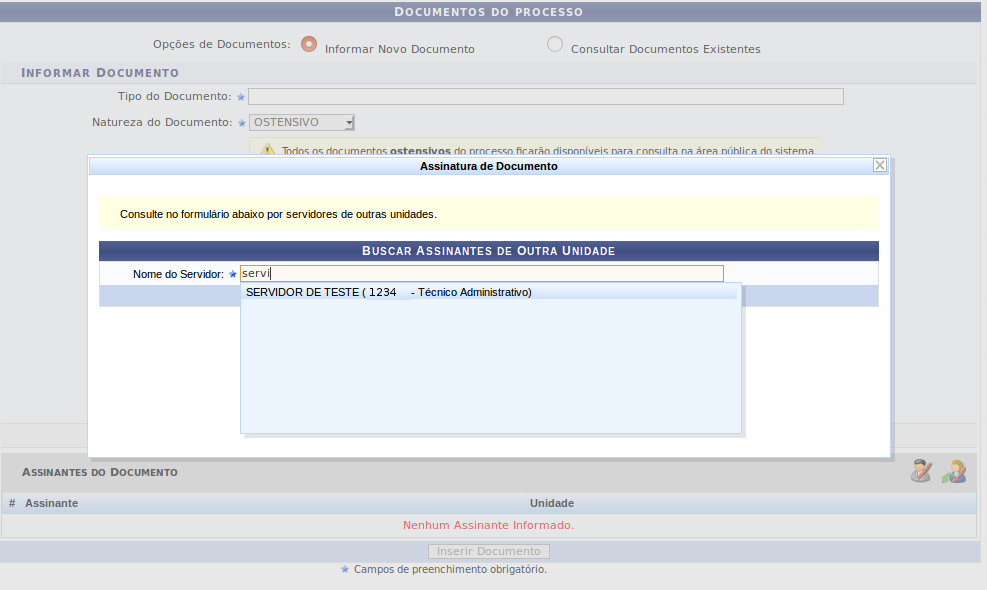 DOCUMENTOS DO PROCESSO
Opções de Documentos: Informar Novo Documento Consultar Documentos Existentes
INFORMAR DOCUMENTO
Tipo do Documento:
Natureza do Documento: OSTENSIVO
Todos os documentos ostensivos do processo ficarão disponíveis para consulta na área pública do sistema.
Assinatura de Documento
Consulte no formulário abaixo por servidores de outras unidades.
BUSCAR ASSINANTES DE OUTRA UNIDADE
Nome do Servidor: servi
SERVIDOR DE TESTE ( 1234 - Técnico Administrativo)
ASSINANTES DO DOCUMENTO
# Assinante Unidade
Nenhum Assinante Informado.
Inserir Documento
Campos de preenchimento obrigatório.